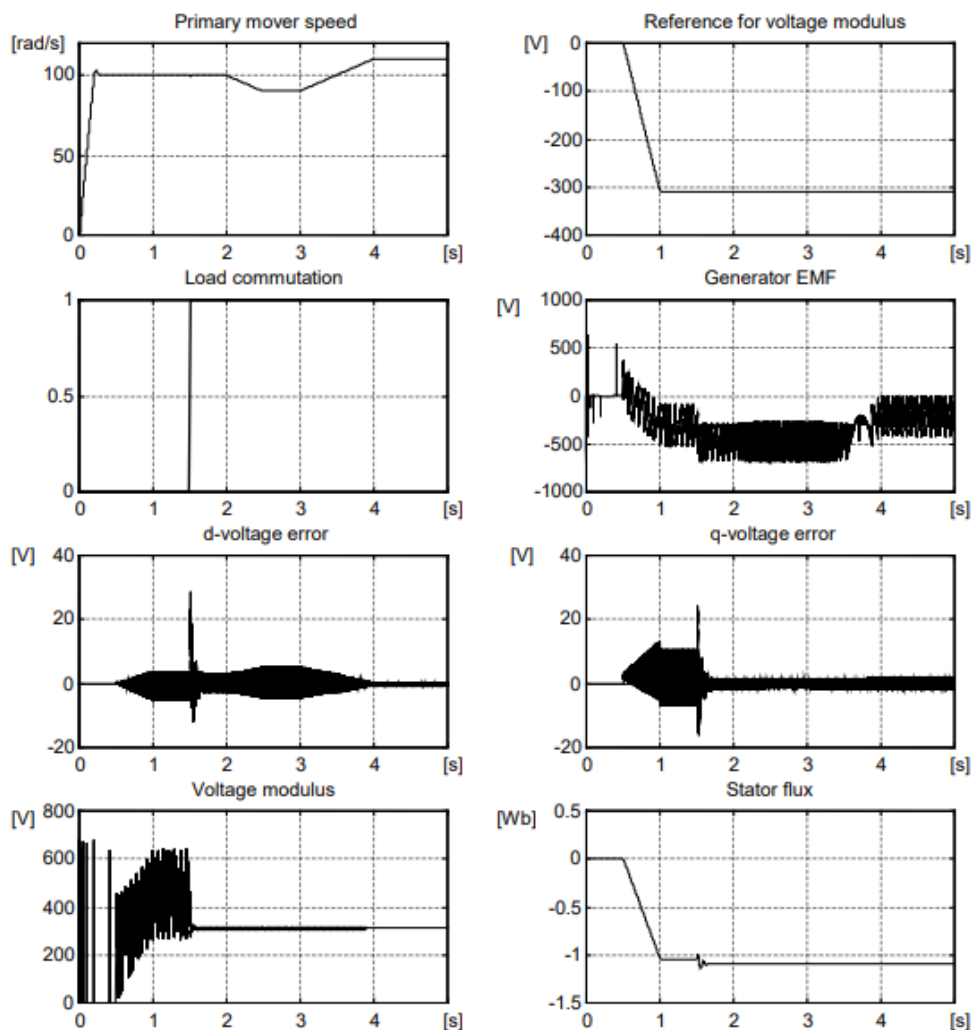 Primary mover speed
[rad/s]
100
50
0
0 1 2 3 4 [s]
Reference for voltage modulus
[V]
0
-100
-200
-300
-400
0 1 2 3 4 [s]
Load commutation
1
0.5
0
0 1 2 3 4 [s]
Generator EMF
[V]
1000
500
0
-500
-1000
0 1 2 3 4 [s]
d-voltage error
[V]
40
20
0
-20
0 1 2 3 4 [s]
q-voltage error
[V]
40
20
0
-20
0 1 2 3 4 [s]
Voltage modulus
[V]
800
600
400
200
0
0 1 2 3 4 [s]
Stator flux
[Wb]
0.5
0
-0.5
-1
-1.5
0 1 2 3 4 [s]